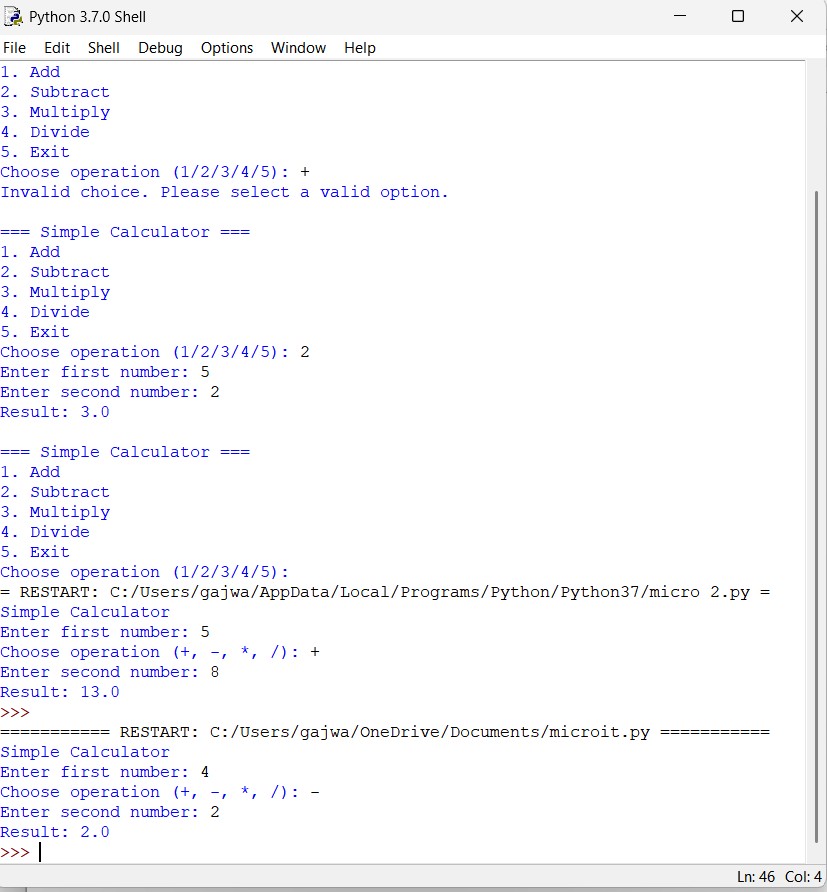 Python 3.7.0 Shell
File Edit Shell Debug Options Window Help
1. Add
2. Subtract
3. Multiply
4. Divide
5. Exit
Choose operation (1/2/3/4/5): +
Invalid choice. Please select a valid option.
=== Simple Calculator ===
1. Add
2. Subtract
3. Multiply
4. Divide
5. Exit
Choose operation (1/2/3/4/5): 2
Enter first number: 5
Enter second number: 2
Result: 3.0
=== Simple Calculator ===
1. Add
2. Subtract
3. Multiply
4. Divide
5. Exit
Choose operation (1/2/3/4/5):
= RESTART: C:/Users/gajwa/AppData/Local/Programs/Python/Python37/micro 2.py =
Simple Calculator
Enter first number: 5
Choose operation (+, -, *, /): +
Enter second number: 8
Result: 13.0
>>>
=========== RESTART: C:/Users/gajwa/OneDrive/Documents/microit.py ===========
Simple Calculator
Enter first number: 4
Choose operation (+, -, *, /): -
Enter second number: 2
Result: 2.0
>>>
Ln: 46 Col: 4